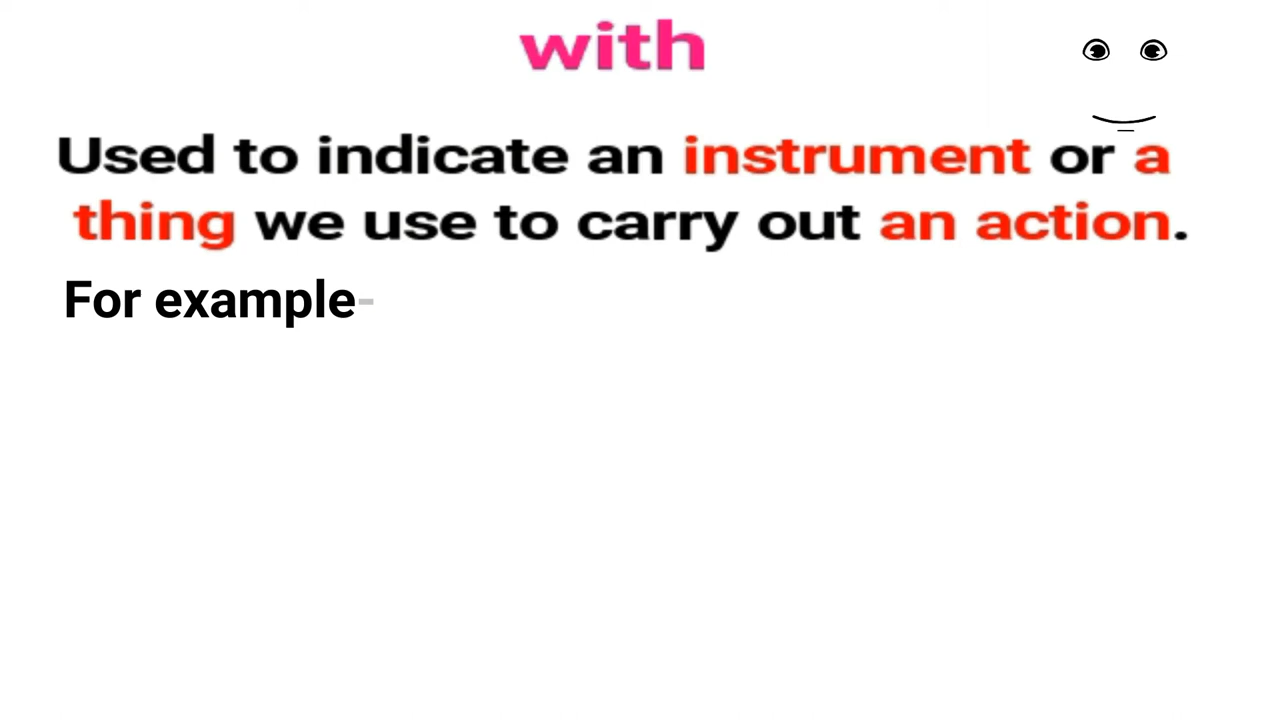 with
Used to indicate an instrument or a
thing we use to carry out an action.
For example-